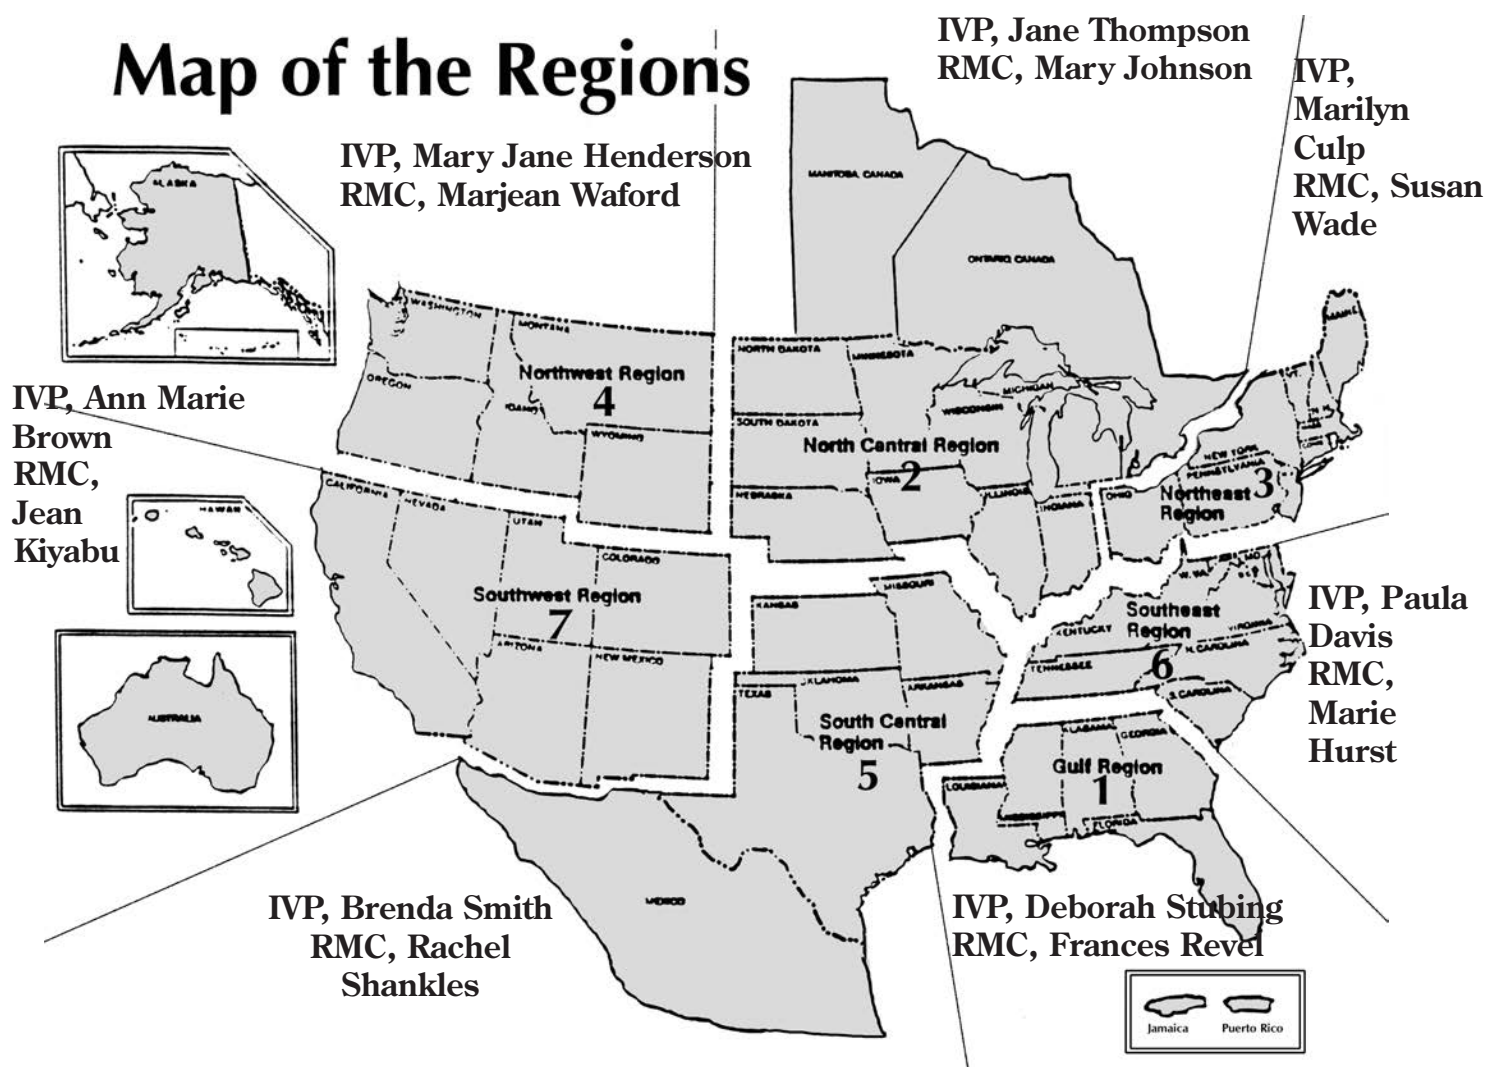 Map of the Regions
IVP, Jane Thompson
RMC, Mary Johnson
IVP,
Marilyn
Culp
RMC, Susan
Wade
IVP, Mary Jane Henderson
RMC, Marjean Waford
ALASKA
MANITOBA, CANADA
ONTARIO, CANADA
WASHINGTON
MONTANA
OREGON
IDAHO
WYOMING
Northwest Region
4
IVP, Ann Marie
Brown
RMC,
Jean
Kiyabu
HAWAII
AUSTRALIA
NORTH DAKOTA
MINNESOTA
SOUTH DAKOTA
WISCONSIN
MICHIGAN
North Central Region
2
IOWA
NEBRASKA
ILLINOIS
INDIANA
MAINE
VT.
N.H.
NEW YORK
PENNSYLVANIA
OHIO
Northeast
Region
3
CALIFORNIA
NEVADA
UTAH
COLORADO
Southwest Region
7
ARIZONA
NEW MEXICO
KANSAS
MISSOURI
OKLAHOMA
TEXAS
ARKANSAS
South Central
Region
5
MEXICO
W. VA.
MD.
Southeast
Region
6
KENTUCKY
VIRGINIA
TENNESSEE
N. CAROLINA
S. CAROLINA
IVP, Paula
Davis
RMC,
Marie
Hurst
ALABAMA
GEORGIA
Gulf Region
1
LOUISIANA
MISSISSIPPI
FLORIDA
IVP, Brenda Smith
RMC, Rachel
Shankles
IVP, Deborah Stubing
RMC, Frances Revel
Jamaica
Puerto Rico